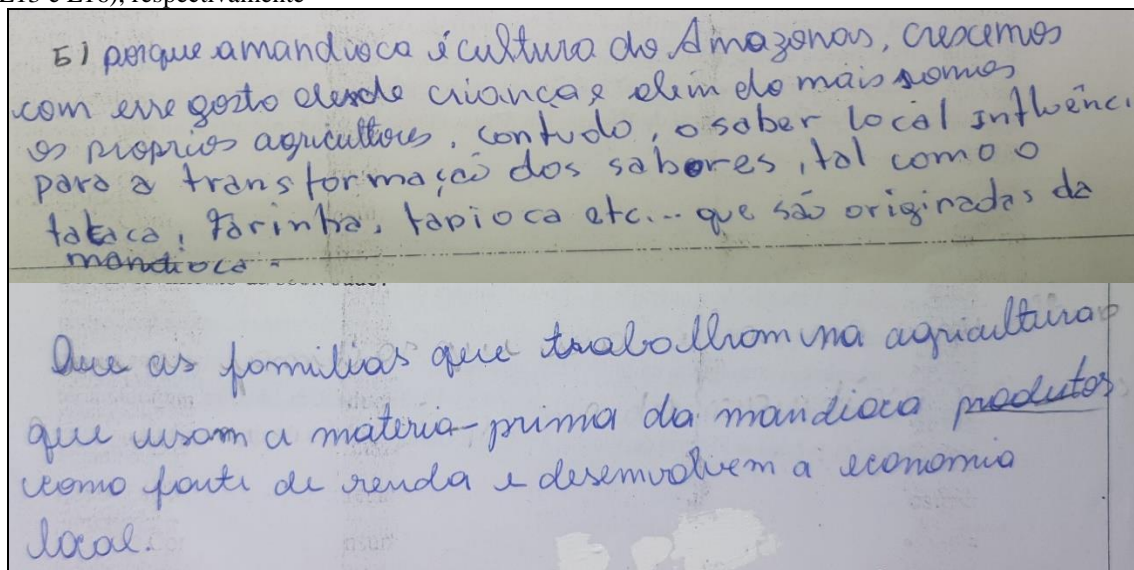 E15 e E16), respectivamente
5) porque a mandioca é cultura do Amazonas, crescemos
com esse gosto desde criança e além do mais somos
os proprios agricultores, contudo, o saber local influênci
para a transformação dos sabores, tal como o
tacaca, farinha, tapioca etc... que são originadas da
mandioca.
Que as familias que trabalham na agricultura
que usam a materia-prima da mandioca produtos
como fonte de renda e desemvolvem a economia
local.